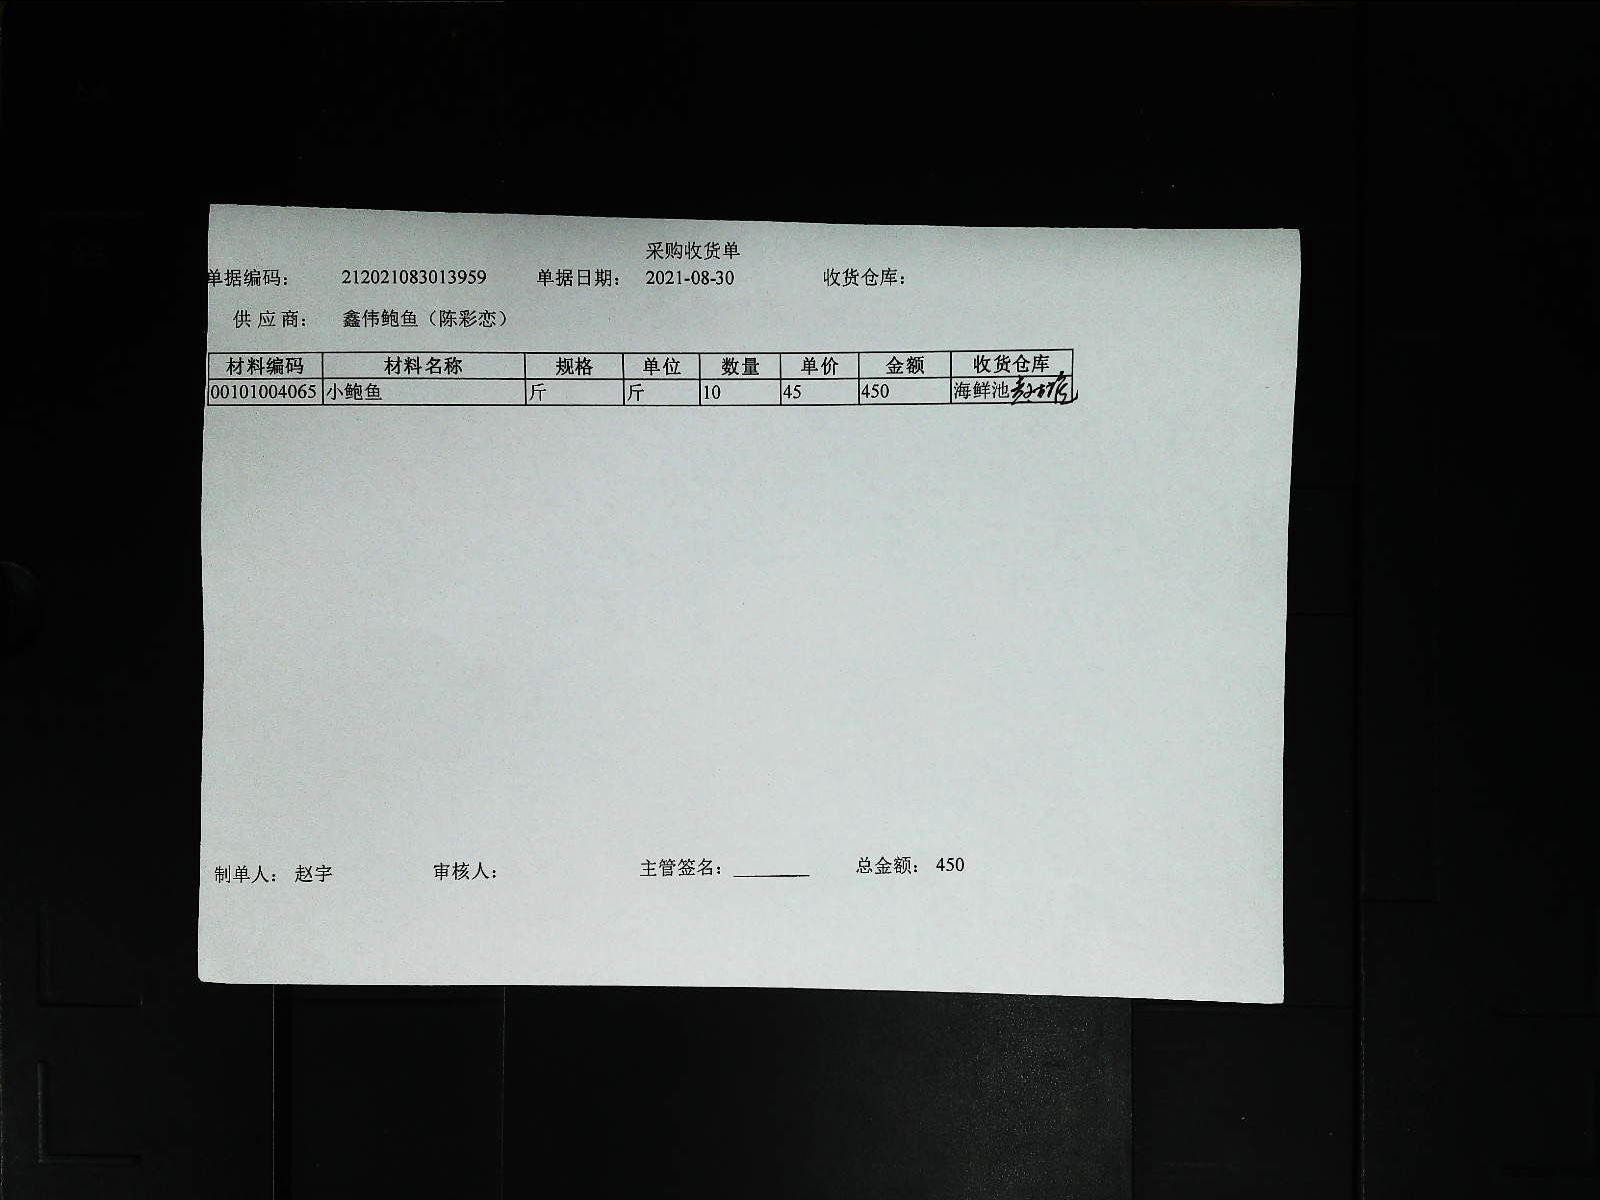 采购收货单
单据编码： 212021083013959 单据日期： 2021-08-30 收货仓库：
供应商： 鑫伟鲍鱼（陈彩恋）
材料编码 材料名称 规格 单位 数量 单价 金额 收货仓库
00101004065 小鲍鱼 斤 斤 10 45 450 海鲜池
制单人： 赵宇 审核人： 主管签名：________ 总金额： 450